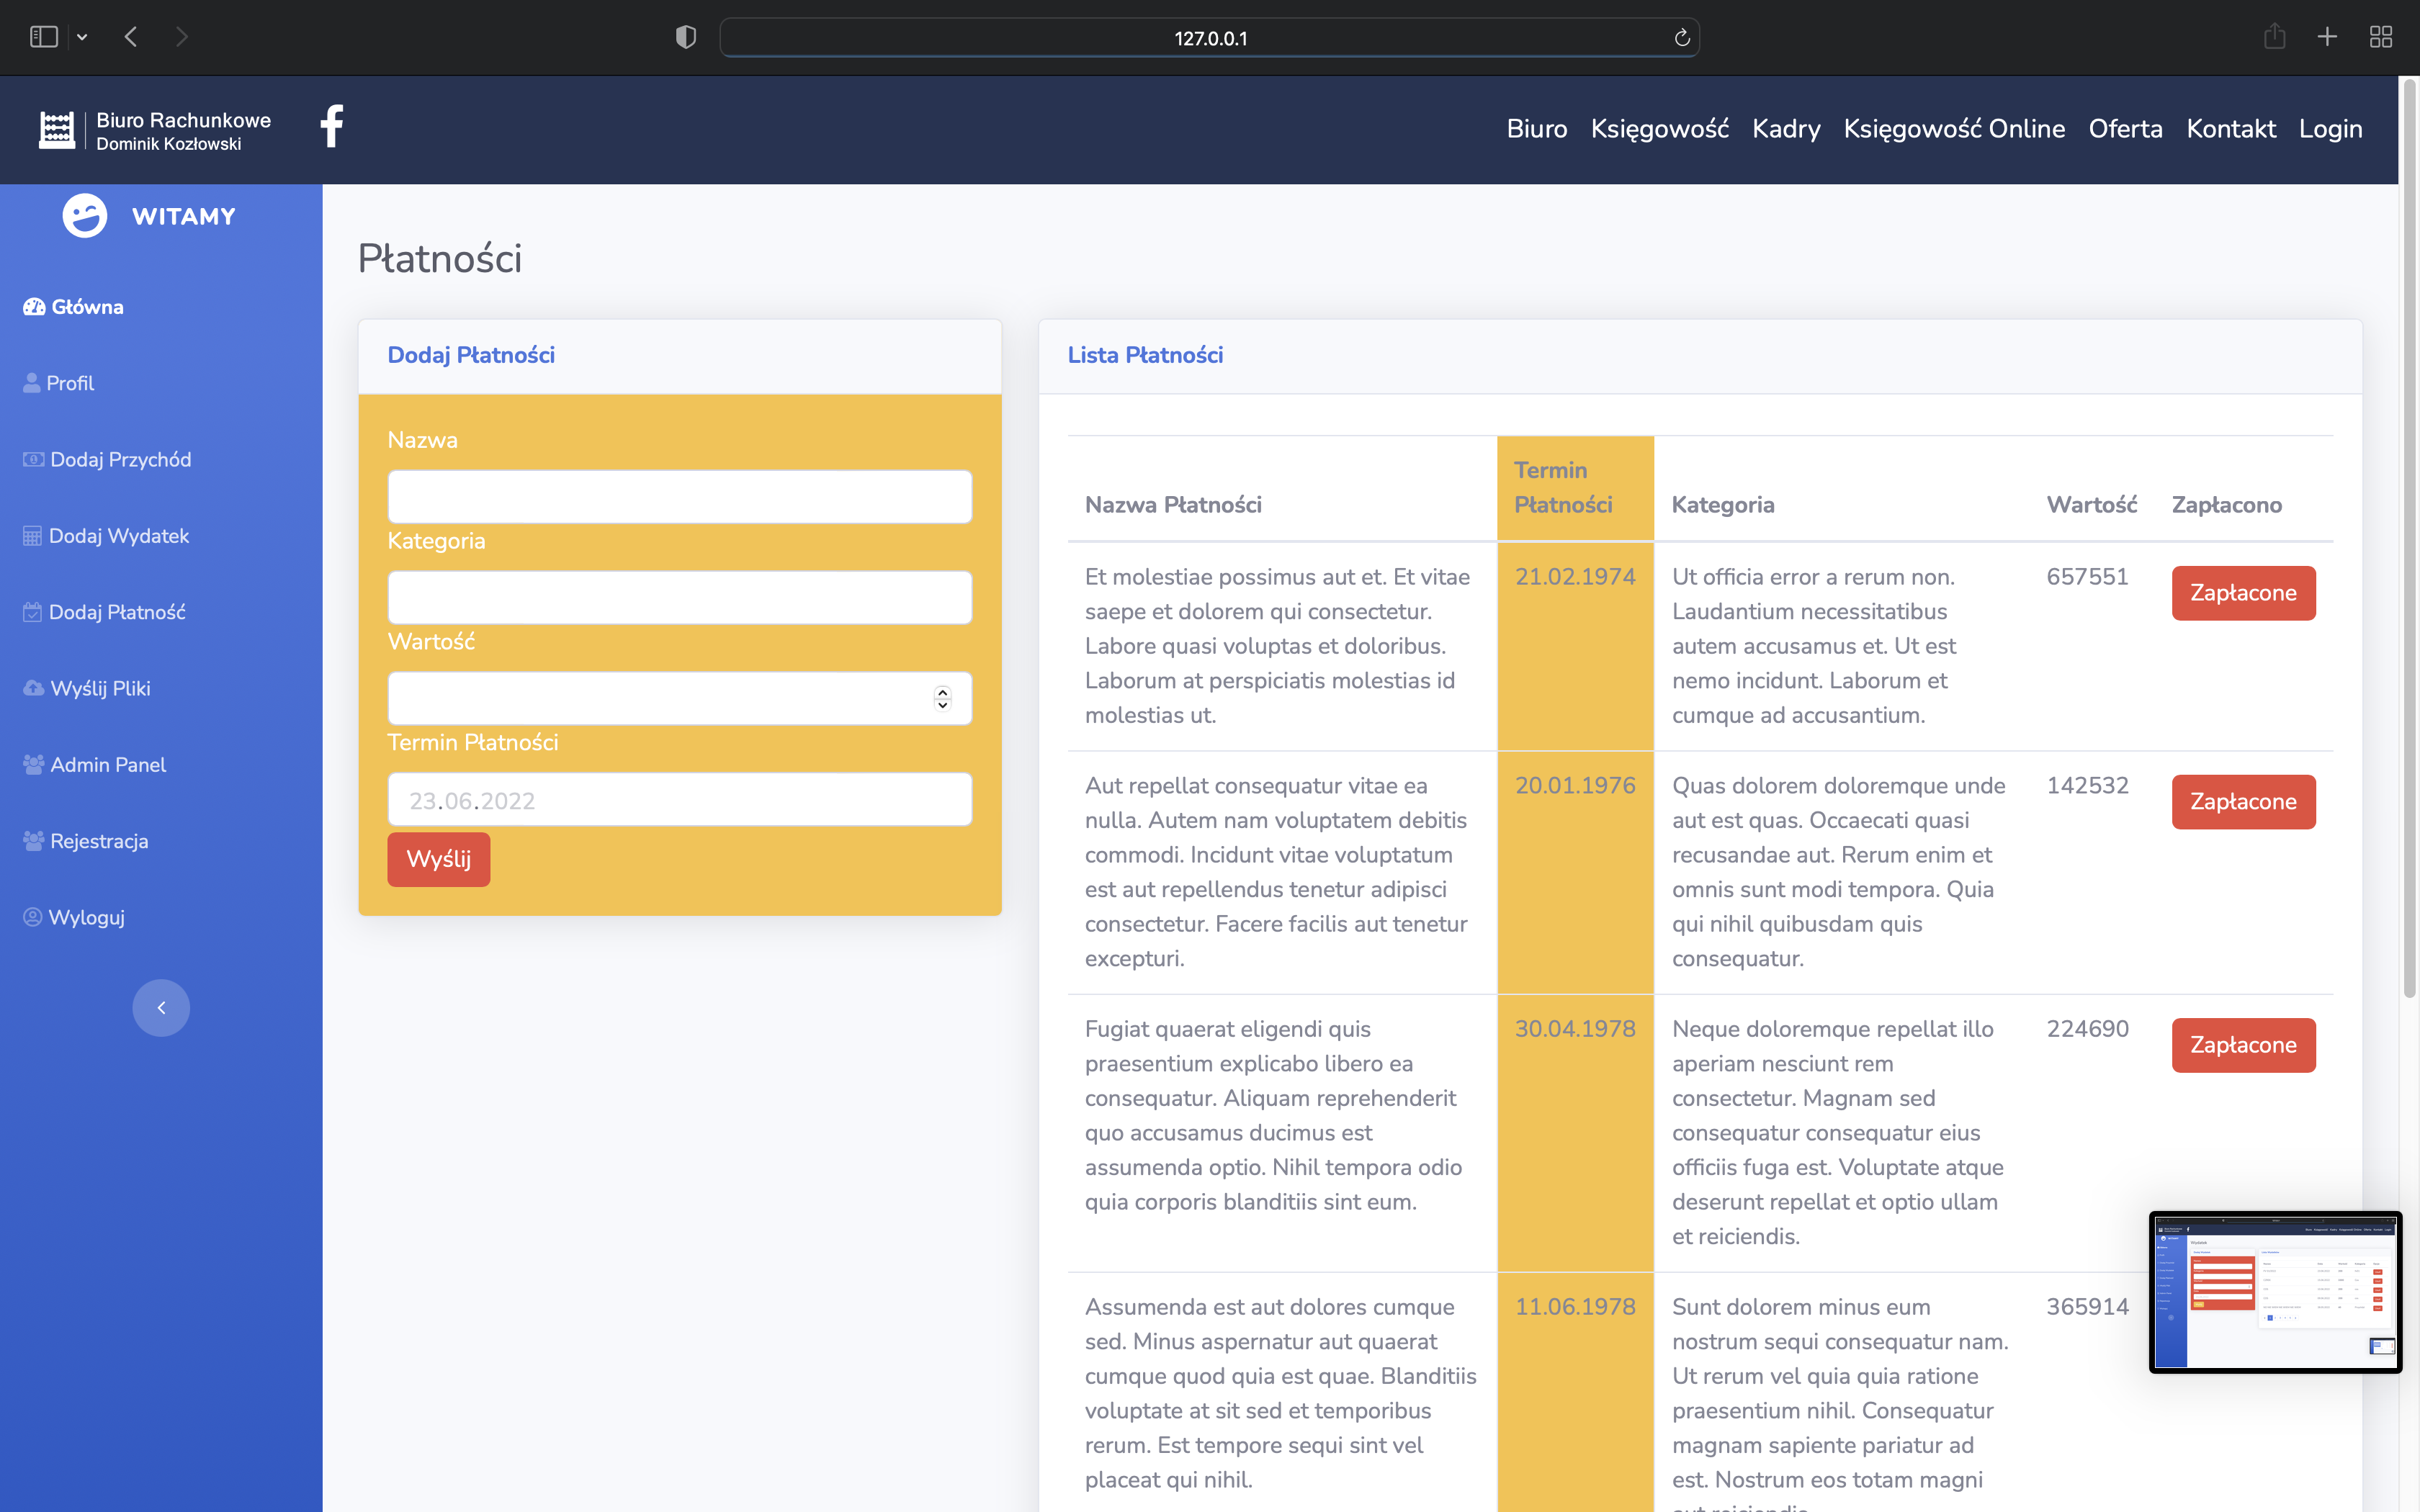 127.0.0.1
Biuro Rachunkowe
Dominik Kozłowski
Biuro Księgowość Kadry Księgowość Online Oferta Kontakt Login
WITAMY
Główna
Profil
Dodaj Przychód
Dodaj Wydatek
Dodaj Płatność
Wyślij Pliki
Admin Panel
Rejestracja
Wyloguj
Płatności
Dodaj Płatności
Nazwa
Kategoria
Wartość
Termin Płatności
23.06.2022
Wyślij
Lista Płatności
Nazwa Płatności
Termin
Płatności
Kategoria
Wartość
Zapłacono
Et molestiae possimus aut et. Et vitae
saepe et dolorem qui consectetur.
Labore quasi voluptas et doloribus.
Laborum at perspiciatis molestias id
molestias ut.
21.02.1974
Ut officia error a rerum non.
Laudantium necessitatibus
autem accusamus et. Ut est
nemo incidunt. Laborum et
cumque ad accusantium.
657551
Zapłacone
Aut repellat consequatur vitae ea
nulla. Autem nam voluptatem debitis
commodi. Incidunt vitae voluptatum
est aut repellendus tenetur adipisci
consectetur. Facere facilis aut tenetur
excepturi.
20.01.1976
Quas dolorem doloremque unde
aut est quas. Occaecati quasi
recusandae aut. Rerum enim et
omnis sunt modi tempora. Quia
qui nihil quibusdam quis
consequatur.
142532
Zapłacone
Fugiat quaerat eligendi quis
praesentium explicabo libero ea
consequatur. Aliquam reprehenderit
quo accusamus ducimus est
assumenda optio. Nihil tempora odio
quia corporis blanditiis sint eum.
30.04.1978
Neque doloremque repellat illo
aperiam nesciunt rem
consectetur. Magnam sed
consequatur consequatur eius
officiis fuga est. Voluptate atque
deserunt repellat et optio ullam
et reiciendis.
224690
Zapłacone
Assumenda est aut dolores cumque
sed. Minus aspernatur aut quaerat
cumque quod quia est quae. Blanditiis
voluptate at sit sed et temporibus
rerum. Est tempore sequi sint vel
placeat qui nihil.
11.06.1978
Sunt dolorem minus eum
nostrum sequi consequatur nam.
Ut rerum vel quia quia ratione
praesentium nihil. Consequatur
magnam sapiente pariatur ad
est. Nostrum eos totam magni
365914